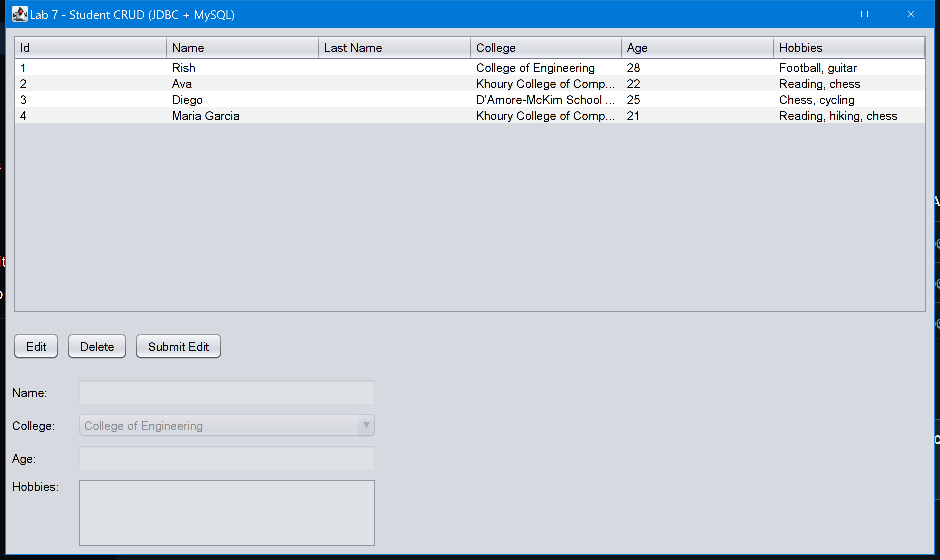 Lab 7 - Student CRUD (JDBC + MySQL)
Id Name Last Name College Age Hobbies
1 Rish College of Engineering 28 Football, guitar
2 Ava Khoury College of Comp... 22 Reading, chess
3 Diego D'Amore-McKim School ... 25 Chess, cycling
4 Maria Garcia Khoury College of Comp... 21 Reading, hiking, chess
Edit Delete Submit Edit
Name:
College: College of Engineering
Age:
Hobbies: